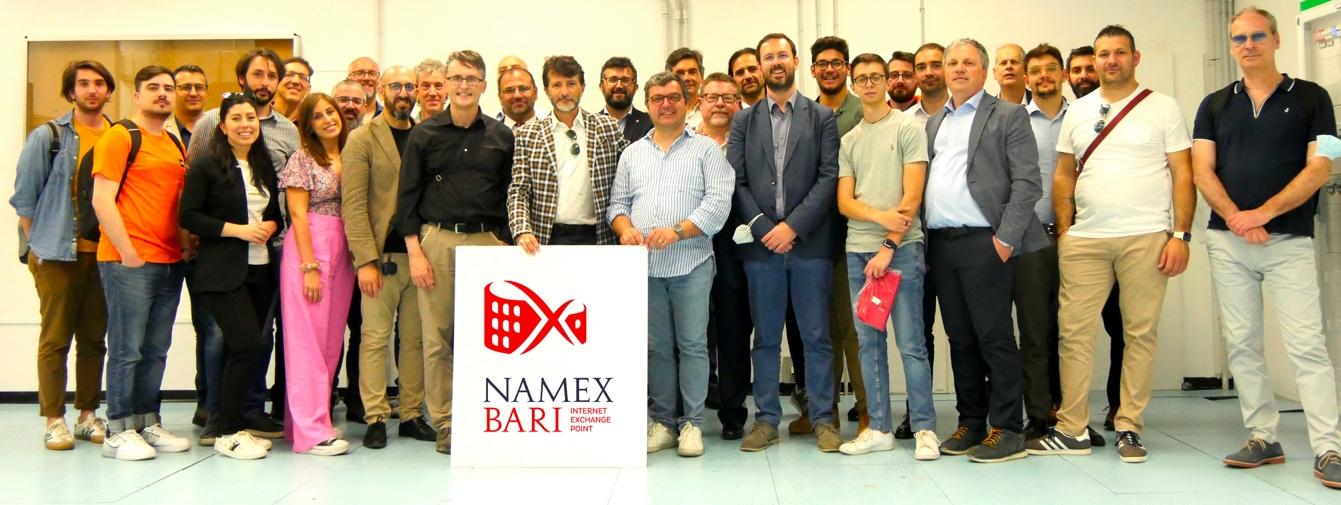 NAMEX
BARI INTERNET
EXCHANGE
POINT